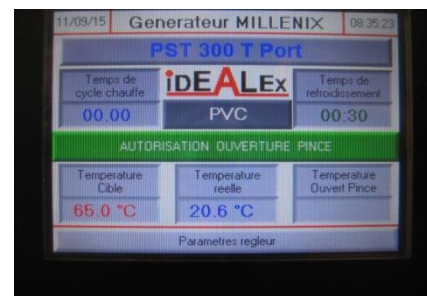 11/09/15 Generateur MILLENIX 08:35:23
PST 300 T Port
Temps de
cycle chauffe
00.00
iDEALEx
PVC
Temps de
refroidissement
00:30
AUTORISATION OUVERTURE PINCE
Temperature
Cible
65.0 °C
Temperature
reelle
20.6 °C
Temperature
Ouvert Pince
Parametres regleur